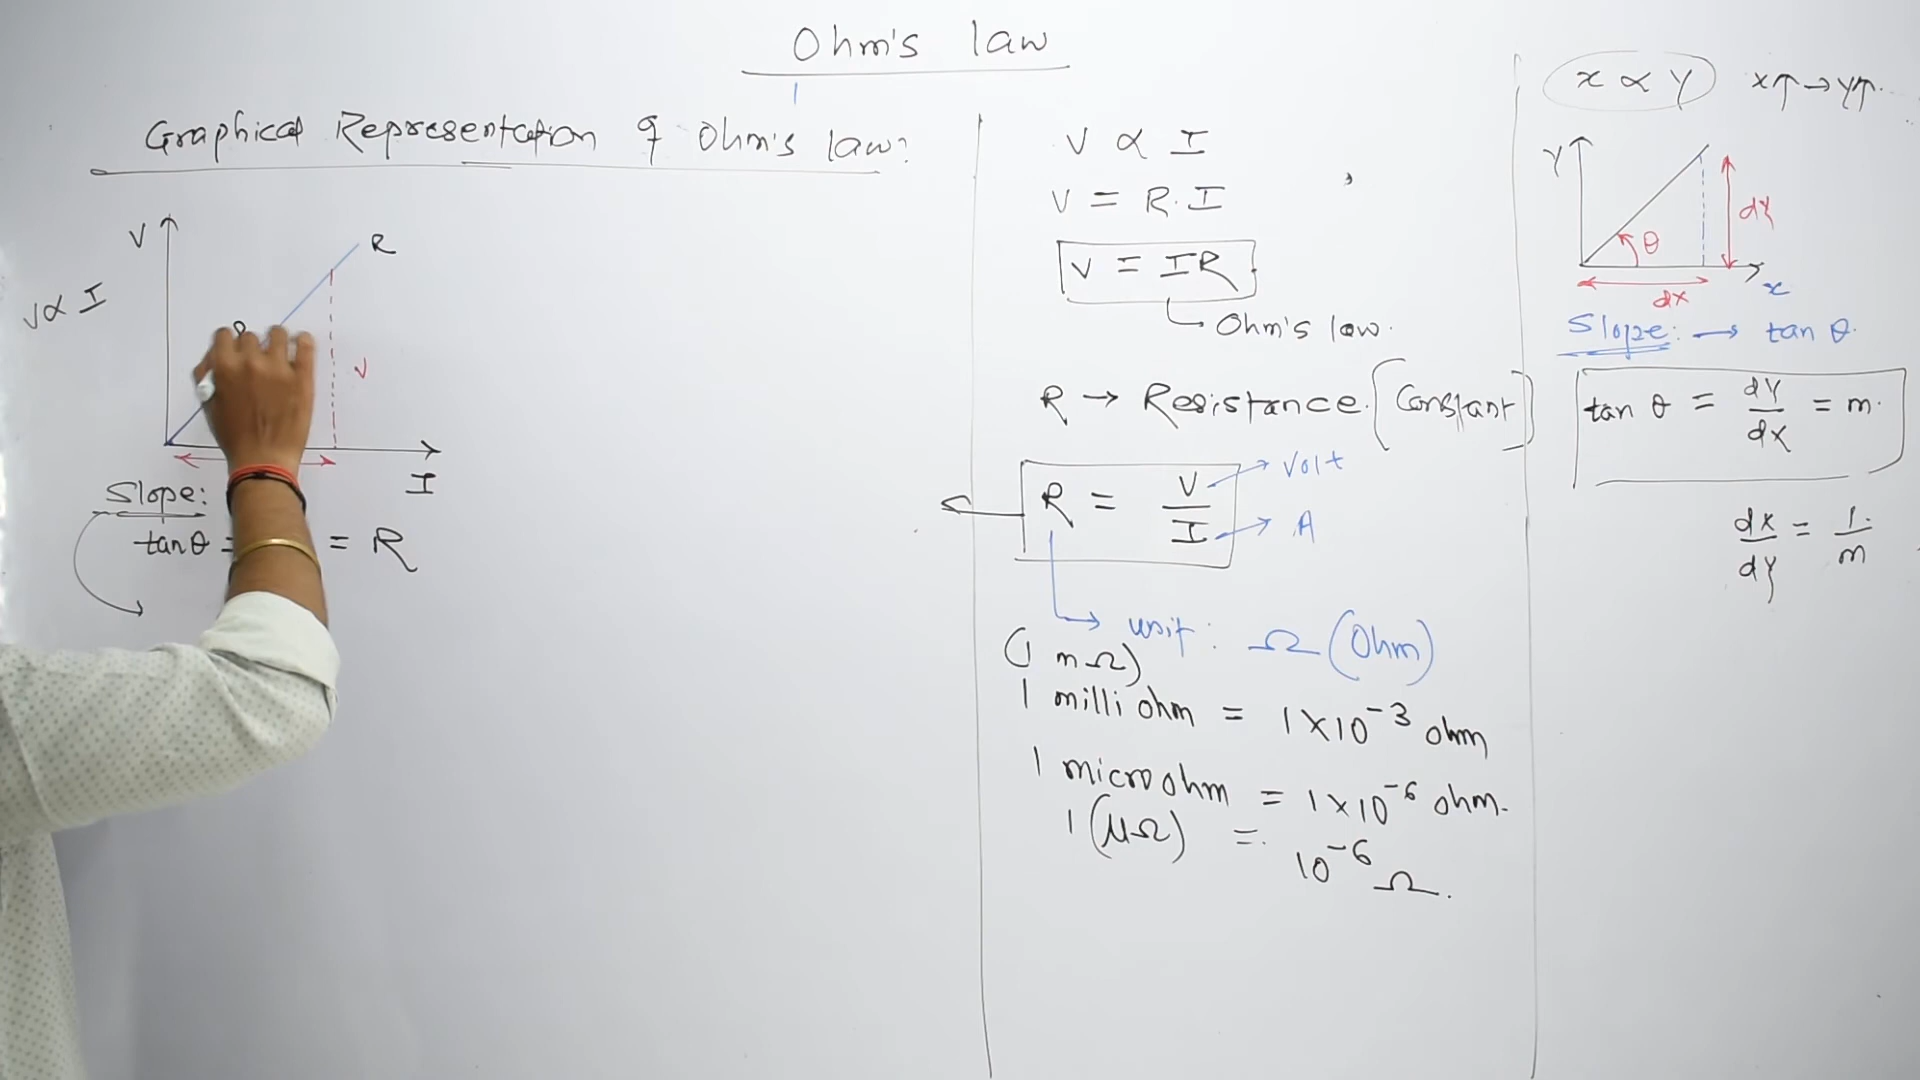 Ohm's law
Graphical Representation of Ohm's law?
V
R
V ∝ I
V
I
Slope:
tan θ = = R
V ∝ I
V = R.I
V = IR
Ohm's law.
R → Resistance. [Constant]
R = V/I
Volt
A
unit: Ω (Ohm)
(1 mΩ)
1 milli ohm = 1×10⁻³ ohm
1 micro ohm = 1×10⁻⁶ ohm.
1 (μΩ) = 10⁻⁶ Ω.
x ∝ y x↑ → y↑.
Y
dy
θ
dx
x
Slope: → tan θ.
tan θ = dy/dx = m.
dx/dy = 1/m